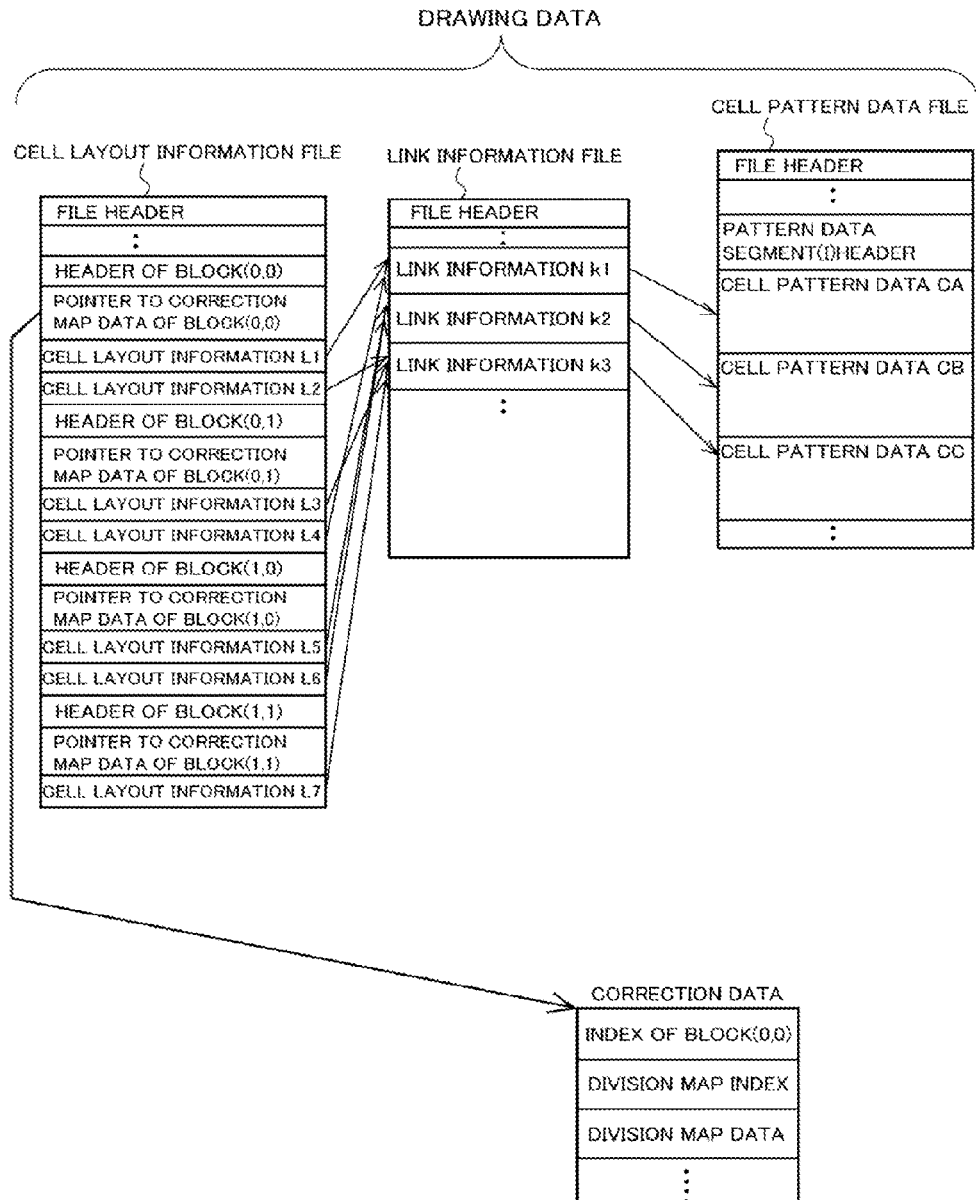 DRAWING DATA
CELL LAYOUT INFORMATION FILE
FILE HEADER
⋮
HEADER OF BLOCK(0,0)
POINTER TO CORRECTION
MAP DATA OF BLOCK(0,0)
CELL LAYOUT INFORMATION L1
CELL LAYOUT INFORMATION L2
HEADER OF BLOCK(0,1)
POINTER TO CORRECTION
MAP DATA OF BLOCK(0,1)
CELL LAYOUT INFORMATION L3
CELL LAYOUT INFORMATION L4
HEADER OF BLOCK(1,0)
POINTER TO CORRECTION
MAP DATA OF BLOCK(1,0)
CELL LAYOUT INFORMATION L5
CELL LAYOUT INFORMATION L6
HEADER OF BLOCK(1,1)
POINTER TO CORRECTION
MAP DATA OF BLOCK(1,1)
CELL LAYOUT INFORMATION L7
LINK INFORMATION FILE
FILE HEADER
⋮
LINK INFORMATION k1
LINK INFORMATION k2
LINK INFORMATION k3
⋮
CELL PATTERN DATA FILE
FILE HEADER
⋮
PATTERN DATA
SEGMENT(I)HEADER
CELL PATTERN DATA CA
CELL PATTERN DATA CB
CELL PATTERN DATA CC
⋮
CORRECTION DATA
INDEX OF BLOCK(0,0)
DIVISION MAP INDEX
DIVISION MAP DATA
⋮